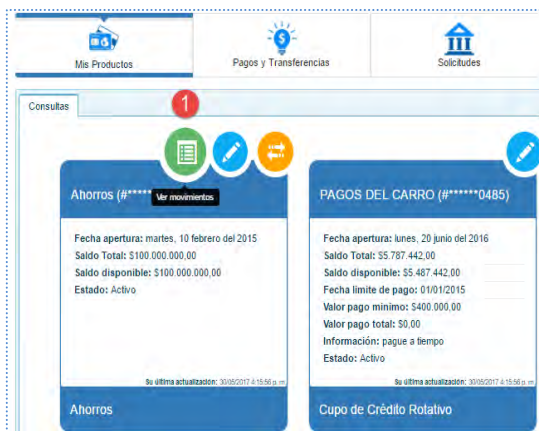 Mis Productos
Pagos y Transferencias
Solicitudes
Consultas
1
Ahorros (#*****
Ver movimientos
Fecha apertura: martes, 10 febrero del 2015
Saldo Total: $100.000.000,00
Saldo disponible: $100.000.000,00
Estado: Activo
Su última actualización: 30/05/2017 4:15:56 p. m.
Ahorros
PAGOS DEL CARRO (#******0485)
Fecha apertura: lunes, 20 junio del 2016
Saldo Total: $5.787.442,00
Saldo disponible: $5.487.442,00
Fecha limite de pago: 01/01/2015
Valor pago minimo: $400.000,00
Valor pago total: $0,00
Información: pague a tiempo
Estado: Activo
Su última actualización: 30/05/2017 4:15:56 p. m.
Cupo de Crédito Rotativo